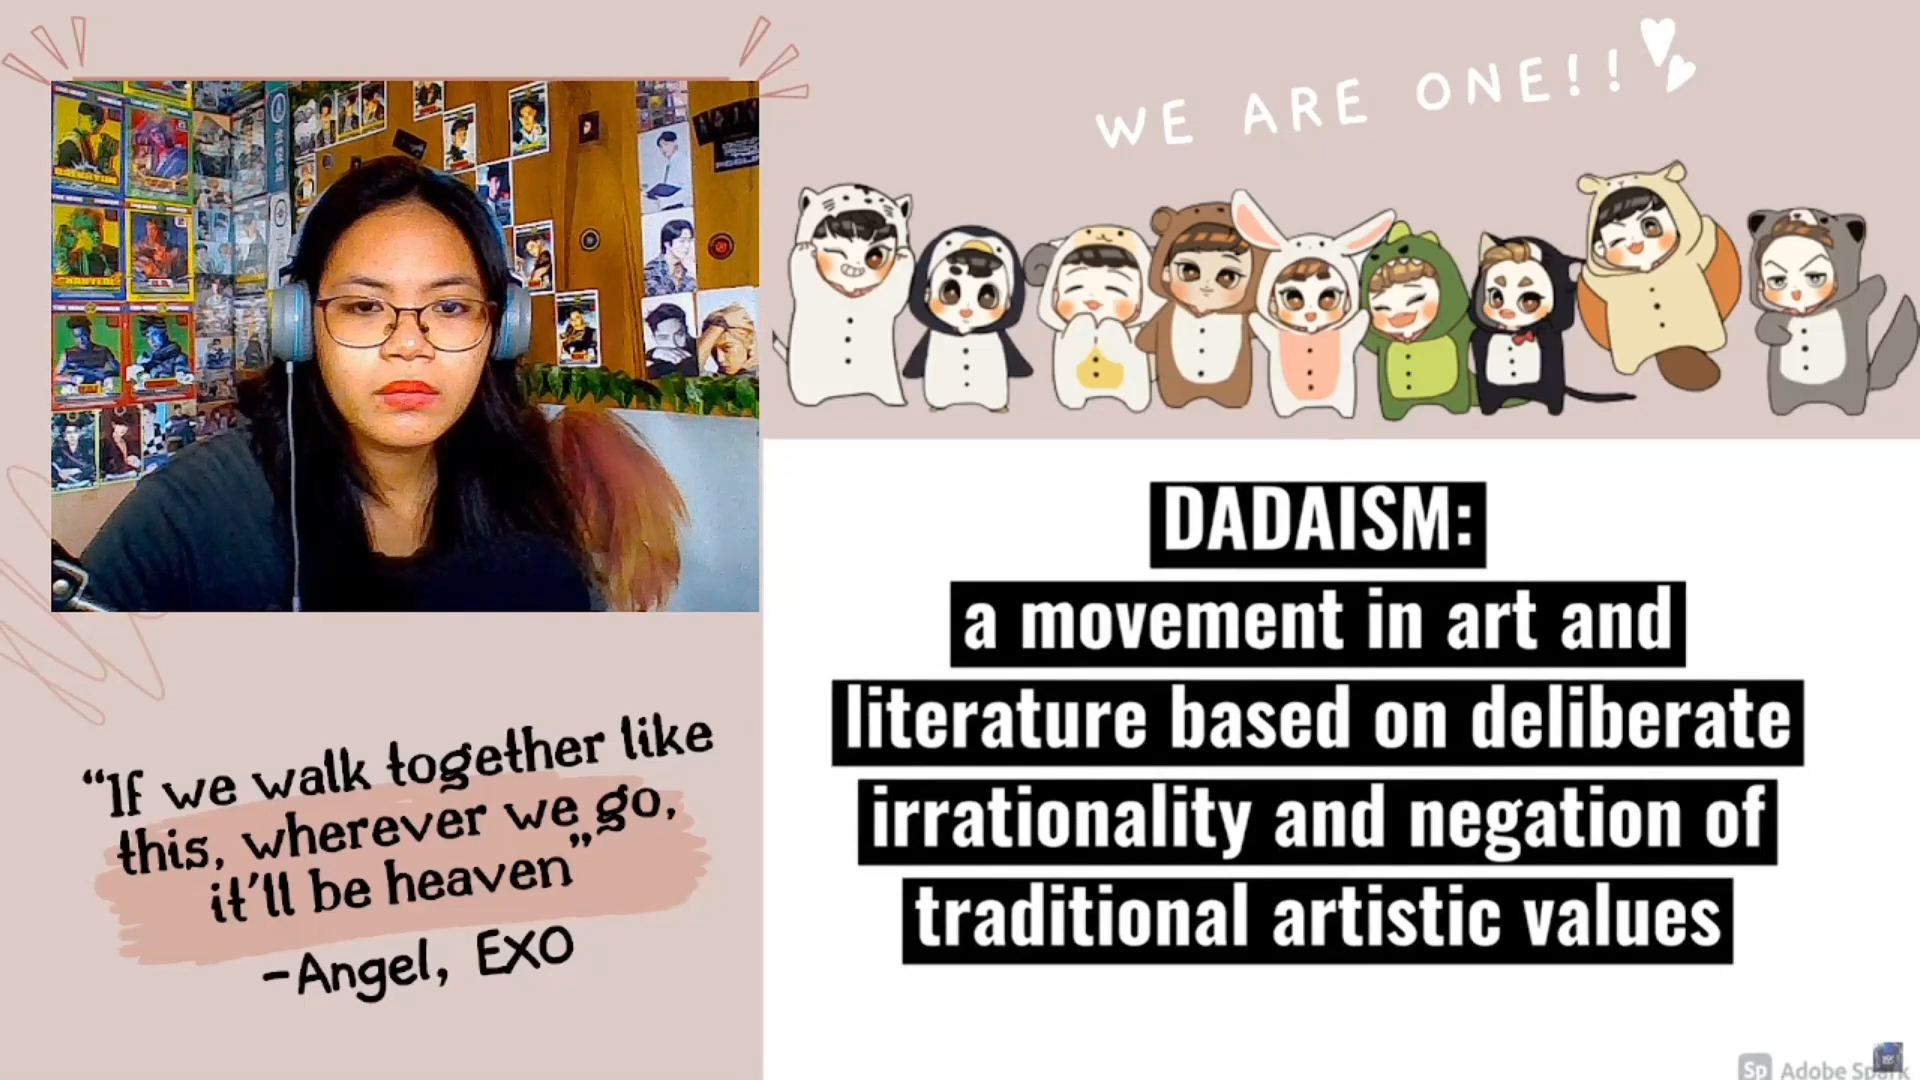 WE ARE ONE!!
DADAISM:
a movement in art and
literature based on deliberate
irrationality and negation of
traditional artistic values
“If we walk together like
this, wherever we go,
it'll be heaven”
-Angel, EXO
Sp Adobe Spark